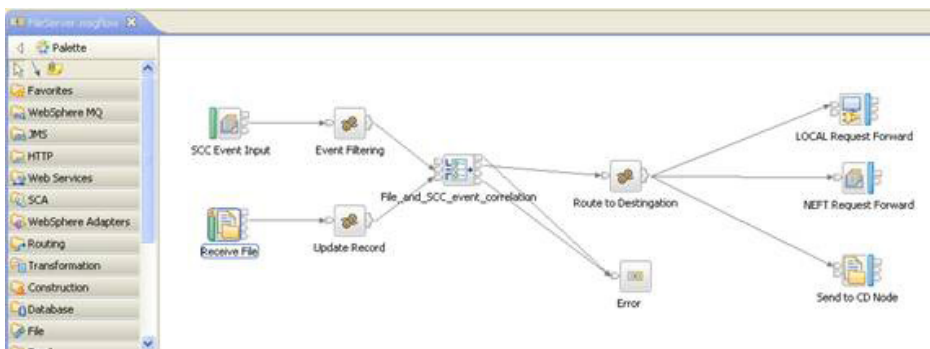 FileServer.msgflow
Palette
Favorites
WebSphere MQ
JMS
HTTP
Web Services
SCA
WebSphere Adapters
Routing
Transformation
Construction
Database
File
SCC Event Input
Event Filtering
LOCAL Request Forward
File_and_SCC_event_correlation
Route to Destingation
NEFT Request Forward
Receive File
Update Record
Error
Send to CD Node